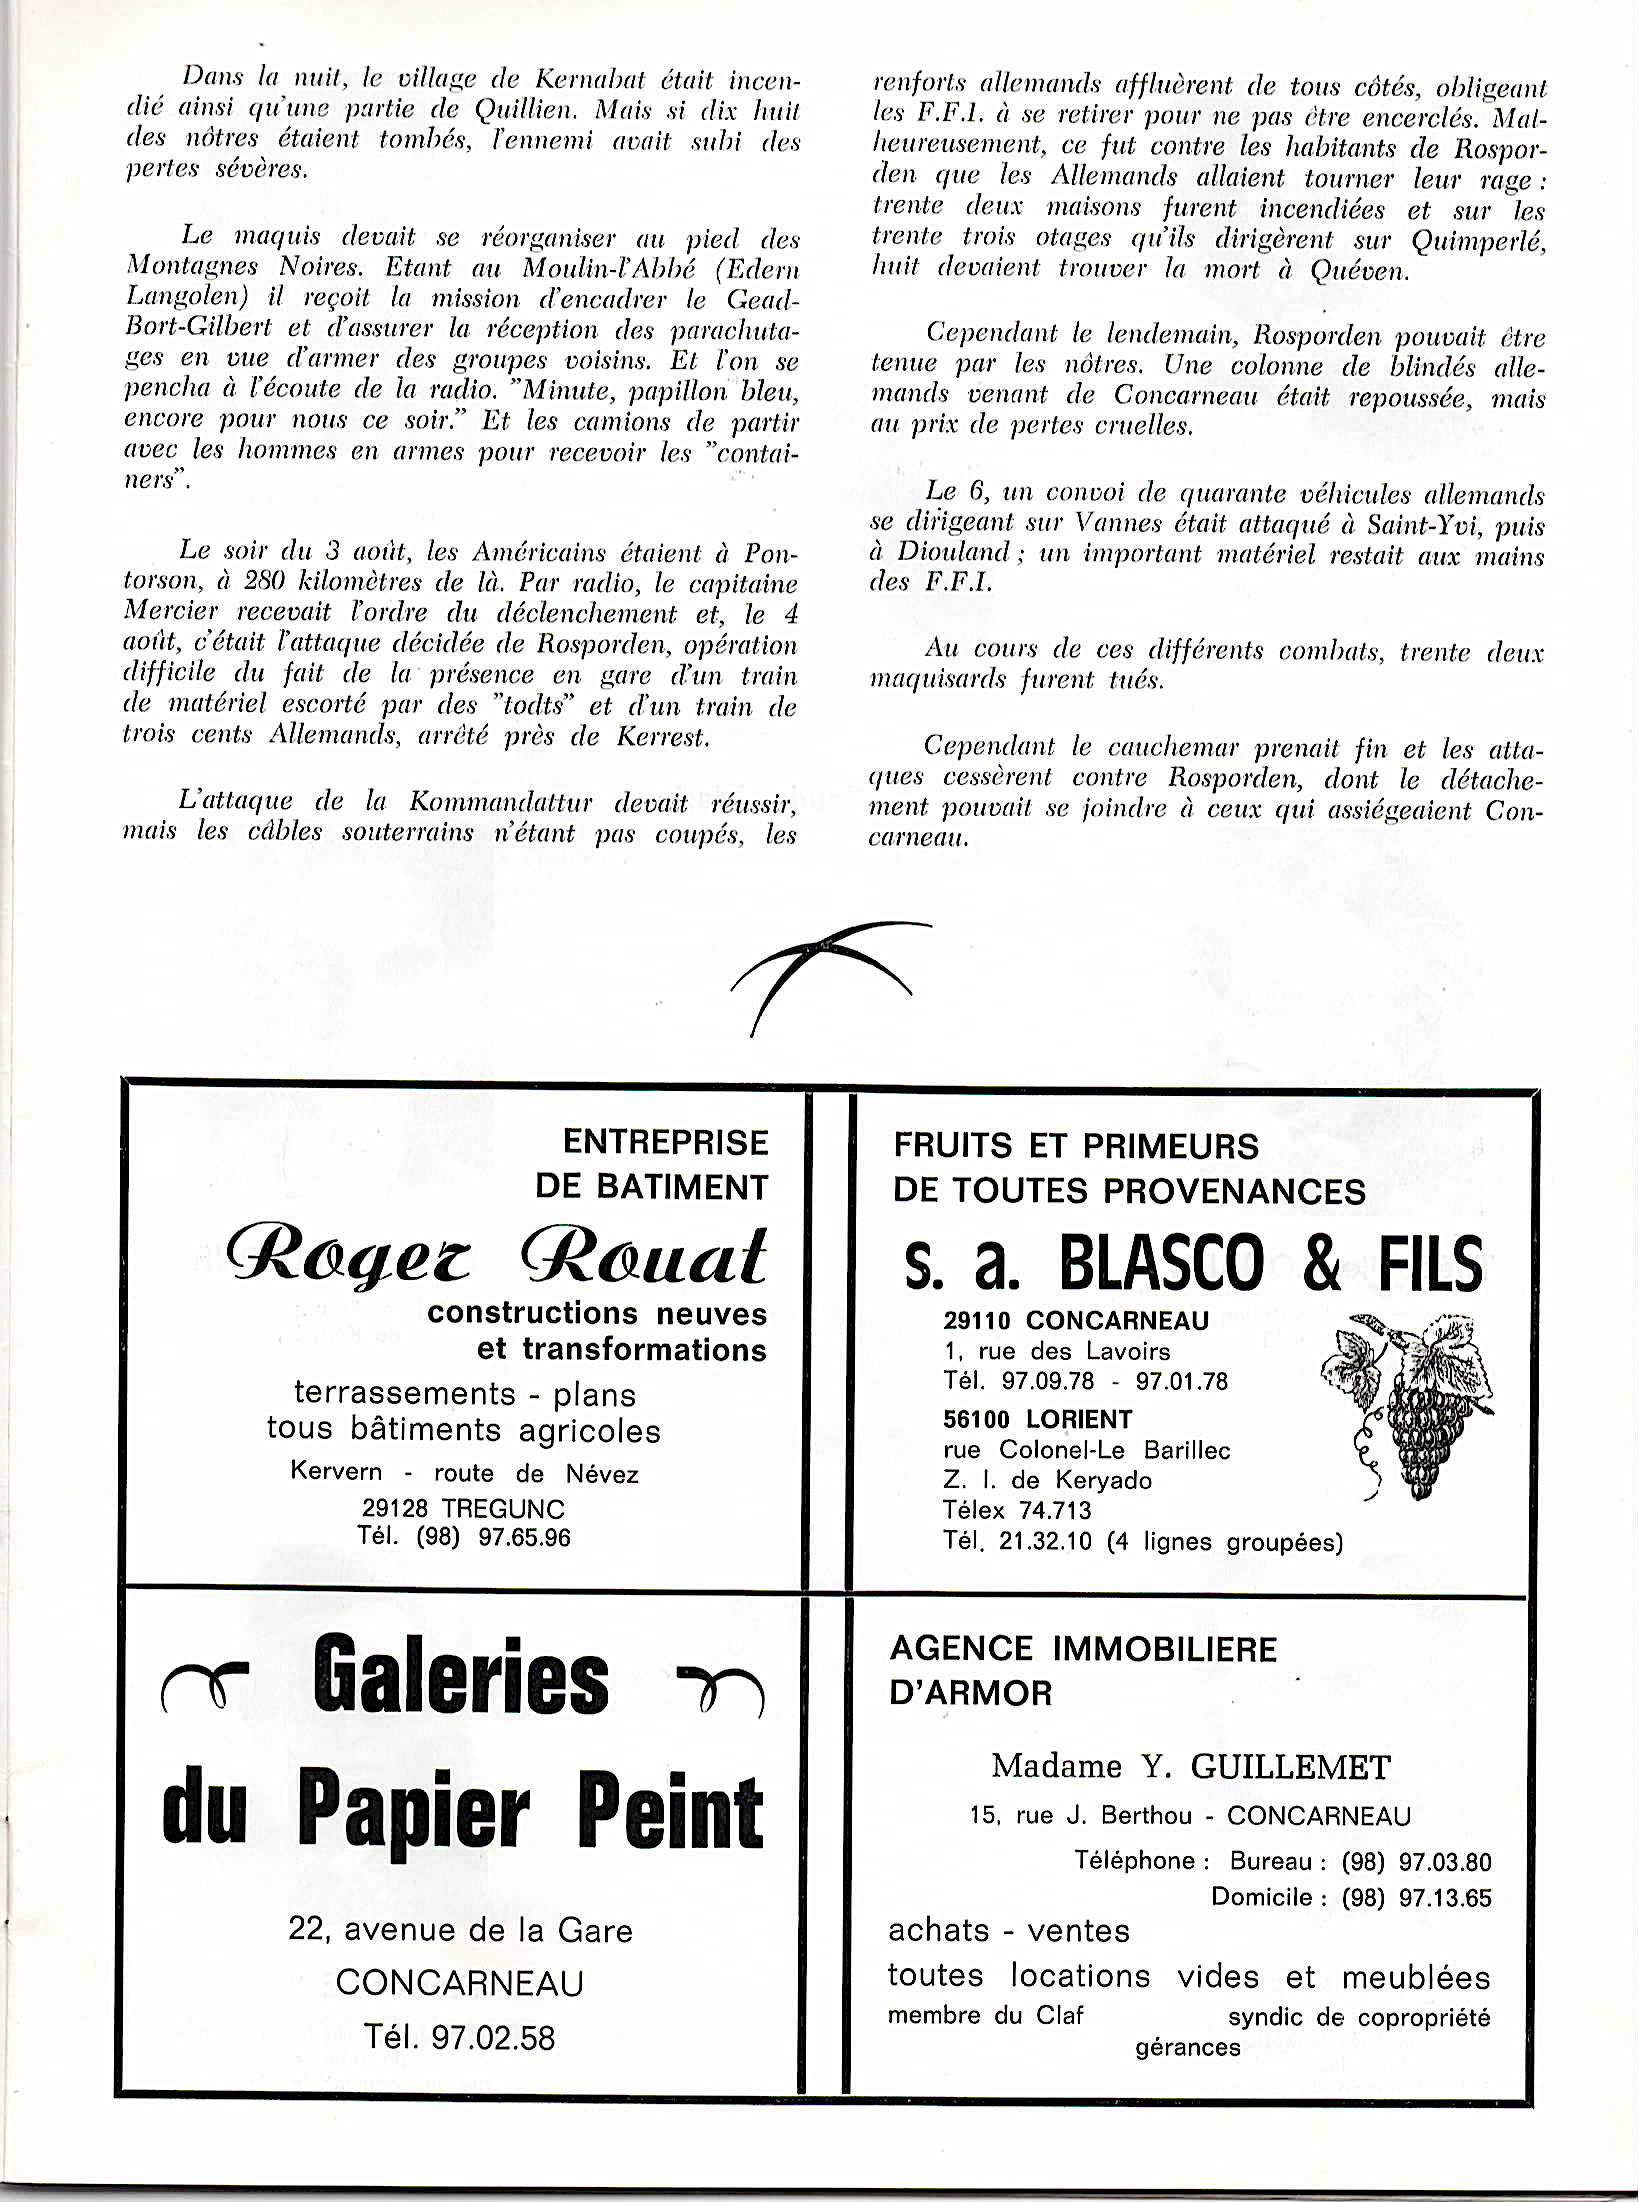 Dans la nuit, le village de Kernabat était incen-
dié ainsi qu'une partie de Quillien. Mais si dix huit
des nôtres étaient tombés, l'ennemi avait subi des
pertes sévères.
Le maquis devait se réorganiser au pied des
Montagnes Noires. Etant au Moulin-l'Abbé (Edern
Langolen) il reçoit la mission d'encadrer le Gead-
Bort-Gilbert et d'assurer la réception des parachuta-
ges en vue d'armer des groupes voisins. Et l'on se
pencha à l'écoute de la radio. "Minute, papillon bleu,
encore pour nous ce soir." Et les camions de partir
avec les hommes en armes pour recevoir les "contai-
ners".
Le soir du 3 août, les Américains étaient à Pon-
torson, à 280 kilomètres de là. Par radio, le capitaine
Mercier recevait l'ordre du déclenchement et, le 4
août, c'était l'attaque décidée de Rosporden, opération
difficile du fait de la présence en gare d'un train
de matériel escorté par des "todts" et d'un train de
trois cents Allemands, arrêté près de Kerrest.
L'attaque de la Kommandattur devait réussir,
mais les câbles souterrains n'étant pas coupés, les
renforts allemands affluèrent de tous côtés, obligeant
les F.F.I. à se retirer pour ne pas être encerclés. Mal-
heureusement, ce fut contre les habitants de Rospor-
den que les Allemands allaient tourner leur rage :
trente deux maisons furent incendiées et sur les
trente trois otages qu'ils dirigèrent sur Quimperlé,
huit devaient trouver la mort à Quéven.
Cependant le lendemain, Rosporden pouvait être
tenue par les nôtres. Une colonne de blindés alle-
mands venant de Concarneau était repoussée, mais
au prix de pertes cruelles.
Le 6, un convoi de quarante véhicules allemands
se dirigeant sur Vannes était attaqué à Saint-Yvi, puis
à Diouland ; un important matériel restait aux mains
des F.F.I.
Au cours de ces différents combats, trente deux
maquisards furent tués.
Cependant le cauchemar prenait fin et les atta-
ques cessèrent contre Rosporden, dont le détache-
ment pouvait se joindre à ceux qui assiégeaient Con-
carneau.
ENTREPRISE
DE BATIMENT
Roger Rouat
constructions neuves
et transformations
terrassements - plans
tous bâtiments agricoles
Kervern - route de Névez
29128 TREGUNC
Tél. (98) 97.65.96
FRUITS ET PRIMEURS
DE TOUTES PROVENANCES
s. a. BLASCO & FILS
29110 CONCARNEAU
1, rue des Lavoirs
Tél. 97.09.78 - 97.01.78
56100 LORIENT
rue Colonel-Le Barillec
Z. I. de Keryado
Télex 74.713
Tél. 21.32.10 (4 lignes groupées)
Galeries
du Papier Peint
22, avenue de la Gare
CONCARNEAU
Tél. 97.02.58
AGENCE IMMOBILIERE
D'ARMOR
Madame Y. GUILLEMET
15, rue J. Berthou - CONCARNEAU
Téléphone : Bureau : (98) 97.03.80
Domicile : (98) 97.13.65
achats - ventes
toutes locations vides et meublées
membre du Claf syndic de copropriété
gérances